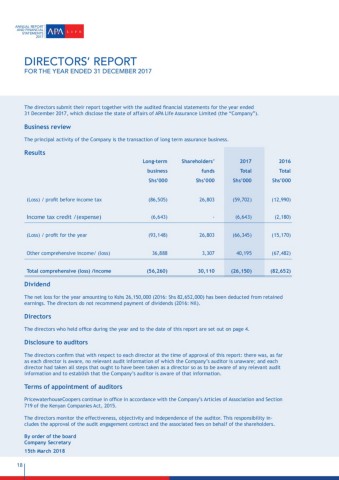 ANNUAL REPORT
AND FINANCIAL
STATEMENTS
2017
APA LIFE
DIRECTORS' REPORT
FOR THE YEAR ENDED 31 DECEMBER 2017
The directors submit their report together with the audited financial statements for the year ended
31 December 2017, which disclose the state of affairs of APA Life Assurance Limited (the “Company”).
Business review
The principal activity of the Company is the transaction of long term assurance business.
Results
Long-term Shareholders' 2017 2016
business funds Total Total
Shs'000 Shs'000 Shs'000 Shs'000
(Loss) / profit before income tax (86,505) 26,803 (59,702) (12,990)
Income tax credit /(expense) (6,643) - (6,643) (2,180)
(Loss) / profit for the year (93,148) 26,803 (66,345) (15,170)
Other comprehensive income/ (loss) 36,888 3,307 40,195 (67,482)
Total comprehensive (loss) /income (56,260) 30,110 (26,150) (82,652)
Dividend
The net loss for the year amounting to Kshs 26,150,000 (2016: Shs 82,652,000) has been deducted from retained
earnings. The directors do not recommend payment of dividends (2016: Nil).
Directors
The directors who held office during the year and to the date of this report are set out on page 4.
Disclosure to auditors
The directors confirm that with respect to each director at the time of approval of this report: there was, as far
as each director is aware, no relevant audit information of which the Company's auditor is unaware; and each
director had taken all steps that ought to have been taken as a director so as to be aware of any relevant audit
information and to establish that the Company's auditor is aware of that information.
Terms of appointment of auditors
PricewaterhouseCoopers continue in office in accordance with the Company's Articles of Association and Section
719 of the Kenyan Companies Act, 2015.
The directors monitor the effectiveness, objectivity and independence of the auditor. This responsibility in-
cludes the approval of the audit engagement contract and the associated fees on behalf of the shareholders.
By order of the board
Company Secretary
15th March 2018
18